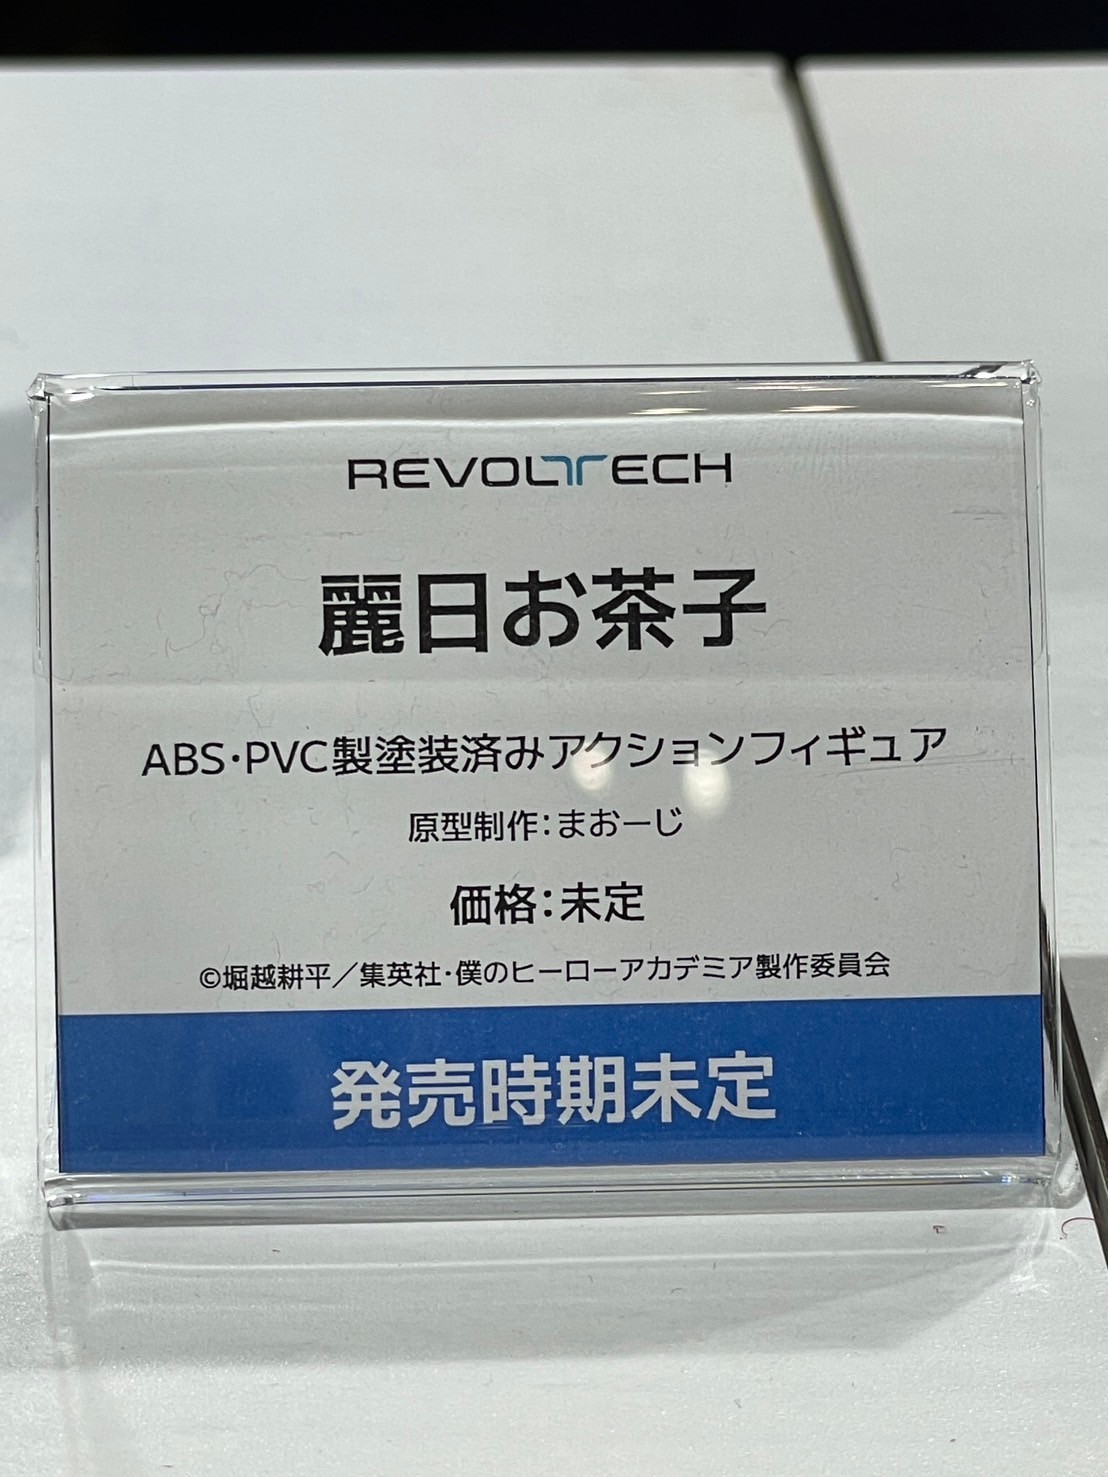 REVOLTECH
麗日お茶子
ABS・PVC製塗装済みアクションフィギュア
原型制作：まおーじ
価格：未定
©堀越耕平／集英社・僕のヒーローアカデミア製作委員会
発売時期未定